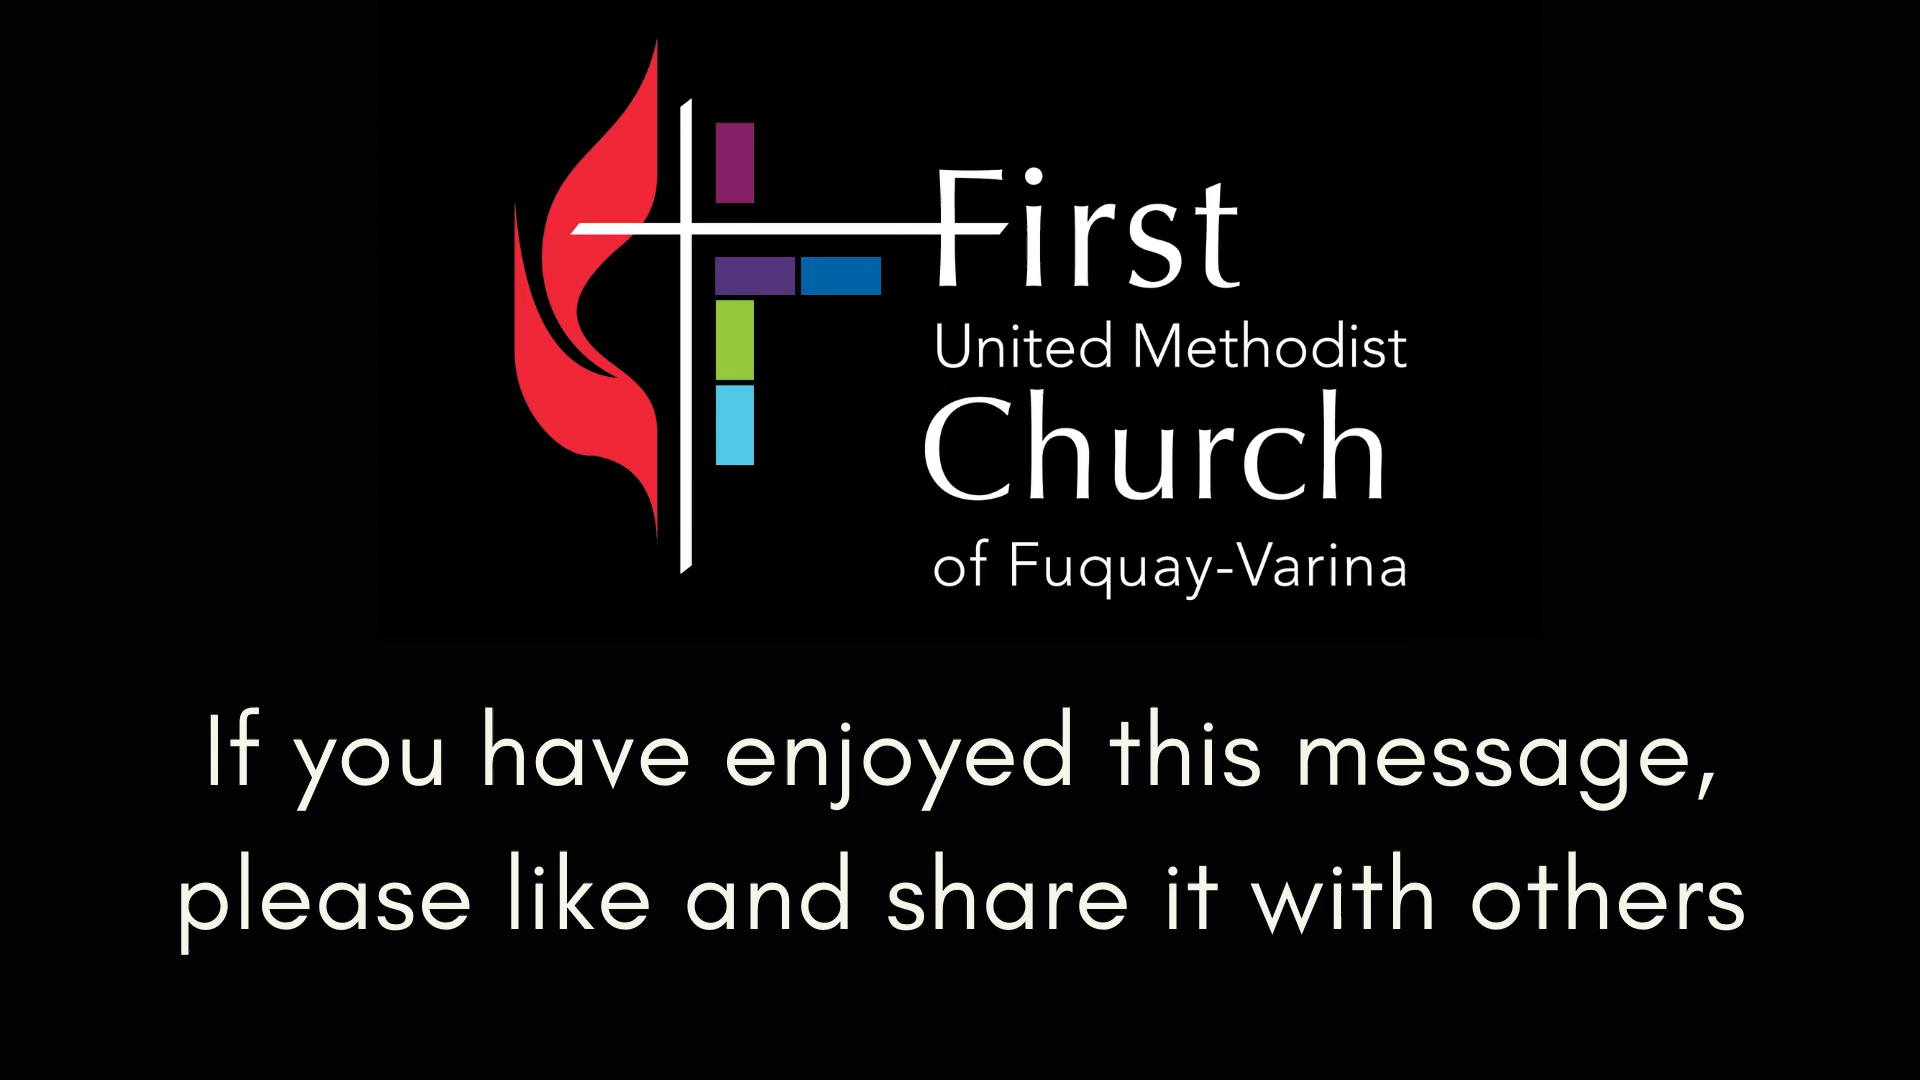 First
United Methodist
Church
of Fuquay-Varina
If you have enjoyed this message,
please like and share it with others